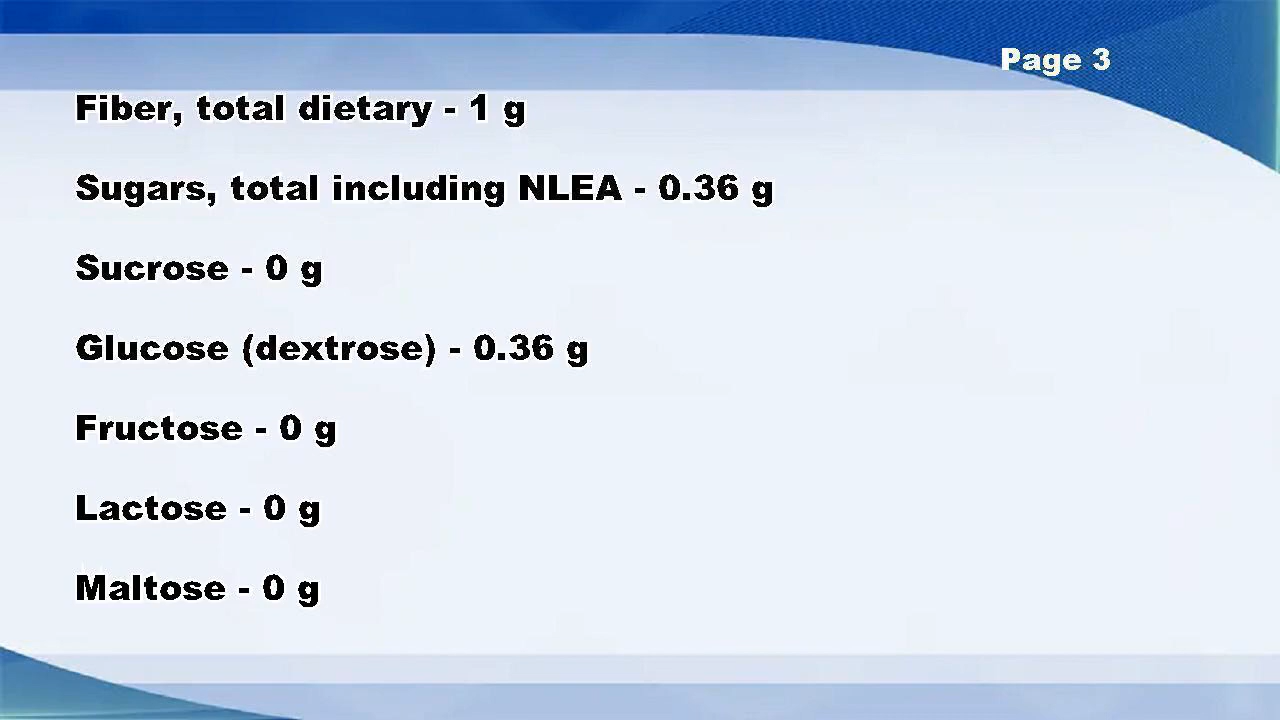 Page 3
Fiber, total dietary - 1 g
Sugars, total including NLEA - 0.36 g
Sucrose - 0 g
Glucose (dextrose) - 0.36 g
Fructose - 0 g
Lactose - 0 g
Maltose - 0 g